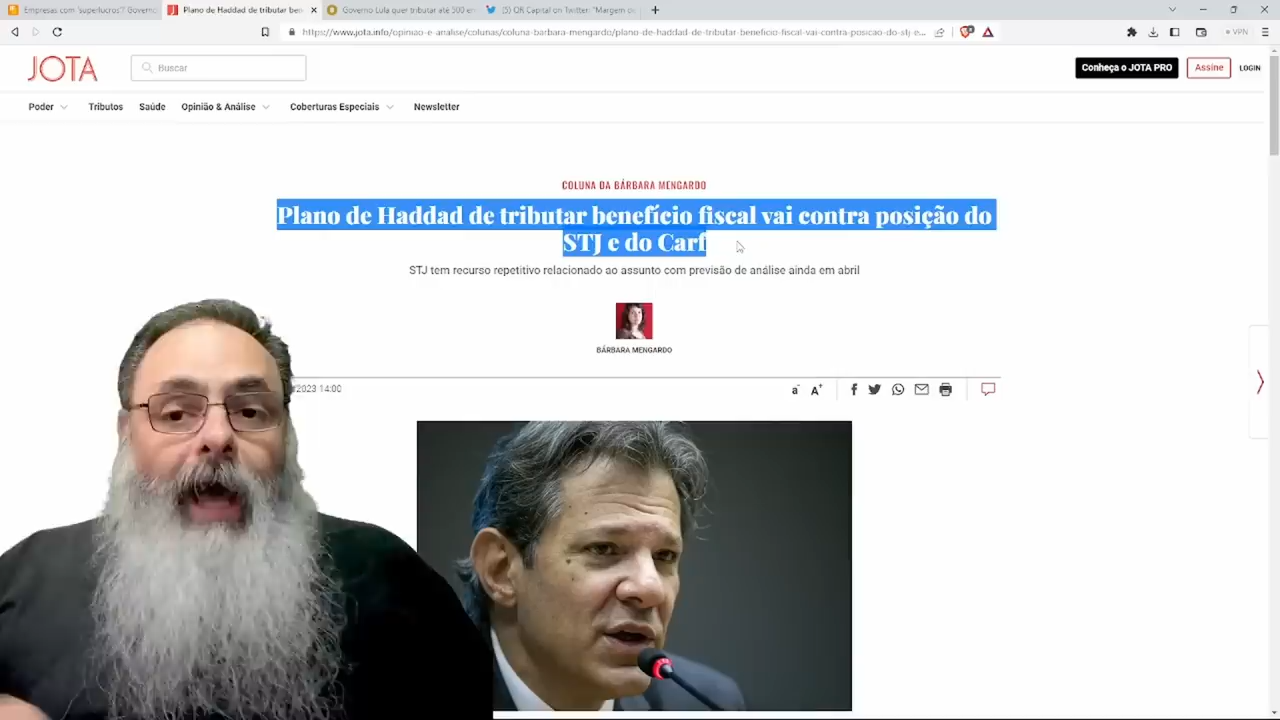 Empresas com 'superlucros'? Govern
Plano de Haddad de tributar ben
Governo Lula quer tributar até 300 em
(5) QR Capital on Twitter: "Margem de
https://www.jota.info/opiniao-e-analise/colunas/coluna-barbara-mengardo/plano-de-haddad-de-tributar-beneficio-fiscal-vai-contra-posicao-do-stj-e...
VPN
JOTA
Buscar
Conheça o JOTA PRO
Assine
LOGIN
Poder
Tributos
Saúde
Opinião & Análise
Coberturas Especiais
Newsletter
COLUNA DA BÁRBARA MENGARDO
Plano de Haddad de tributar benefício fiscal vai contra posição do
STJ e do Carf
STJ tem recurso repetitivo relacionado ao assunto com previsão de análise ainda em abril
BÁRBARA MENGARDO
/2023 14:00
a-
A+